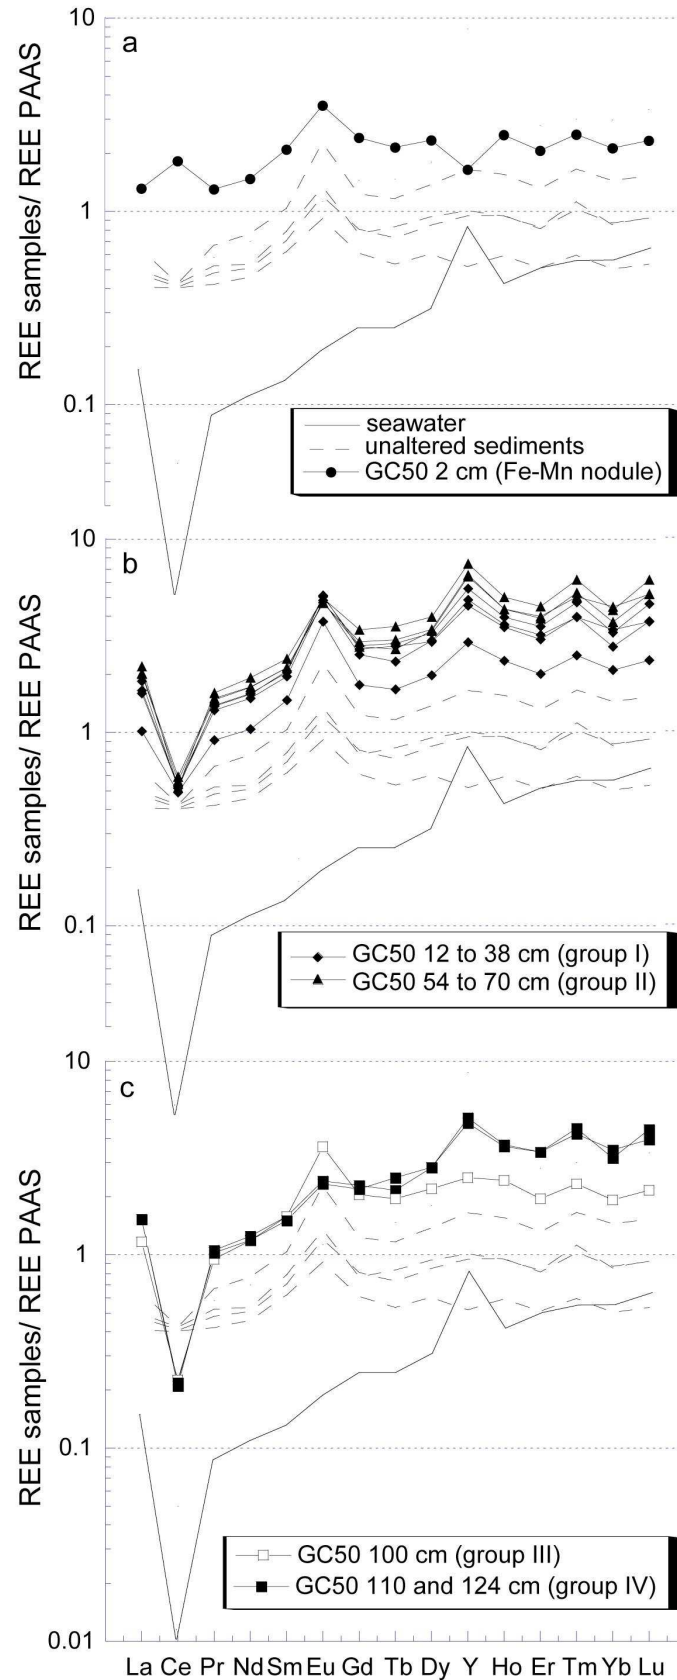 10
a
REE samples/ REE PAAS
1
0.1
seawater
unaltered sediments
GC50 2 cm (Fe-Mn nodule)
10
b
REE samples/ REE PAAS
1
0.1
GC50 12 to 38 cm (group I)
GC50 54 to 70 cm (group II)
10
c
REE samples/ REE PAAS
1
0.1
GC50 100 cm (group III)
GC50 110 and 124 cm (group IV)
0.01
La Ce Pr Nd Sm Eu Gd Tb Dy Y Ho Er Tm Yb Lu